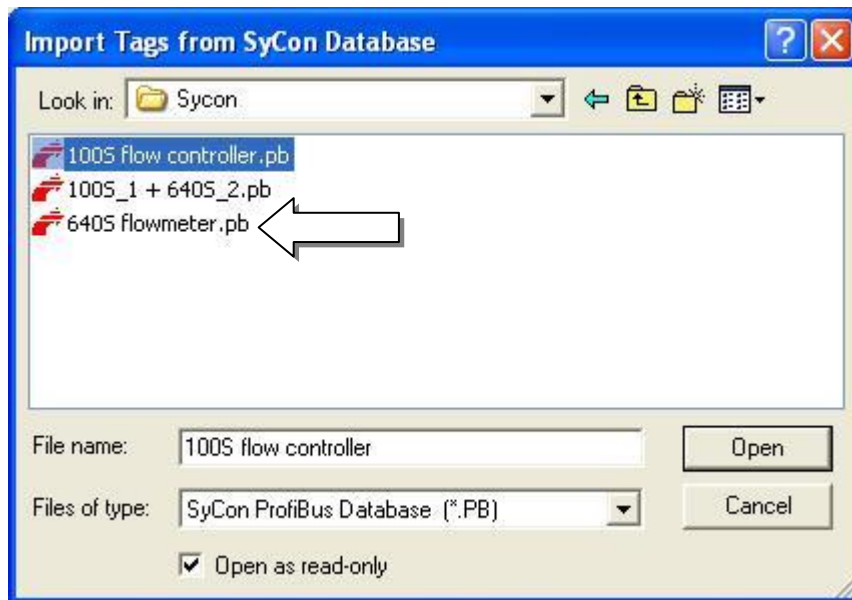 Import Tags from SyCon Database
Look in: Sycon
100S flow controller.pb
100S_1 + 640S_2.pb
640S flowmeter.pb
File name: 100S flow controller Open
Files of type: SyCon ProfiBus Database (*.PB) Cancel
Open as read-only